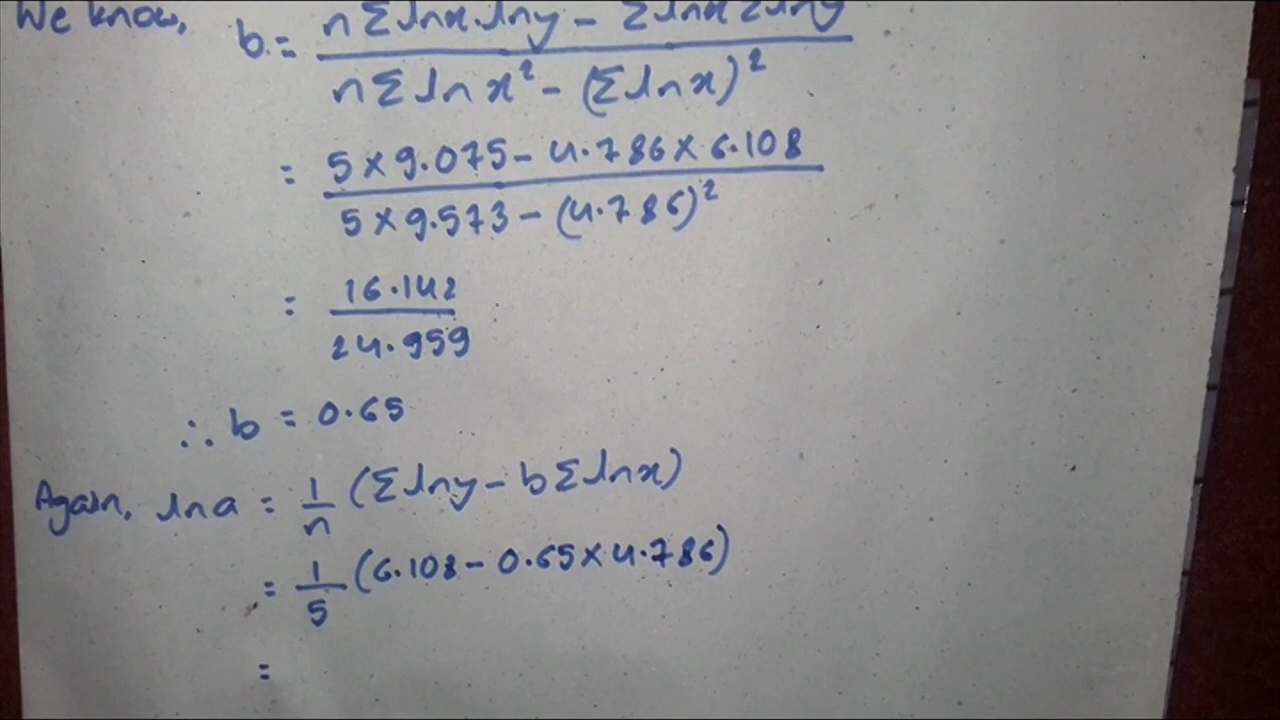 We know, b = nΣlnx.lny - ΣlnxΣlny / nΣlnx² - (Σlnx)²
= 5×9.075 - 4.786×6.108 / 5×9.573 - (4.786)²
= 16.142 / 24.959
∴ b = 0.65
Again, lna = 1/n (Σlny - bΣlnx)
= 1/5 (6.108 - 0.65×4.786)
=